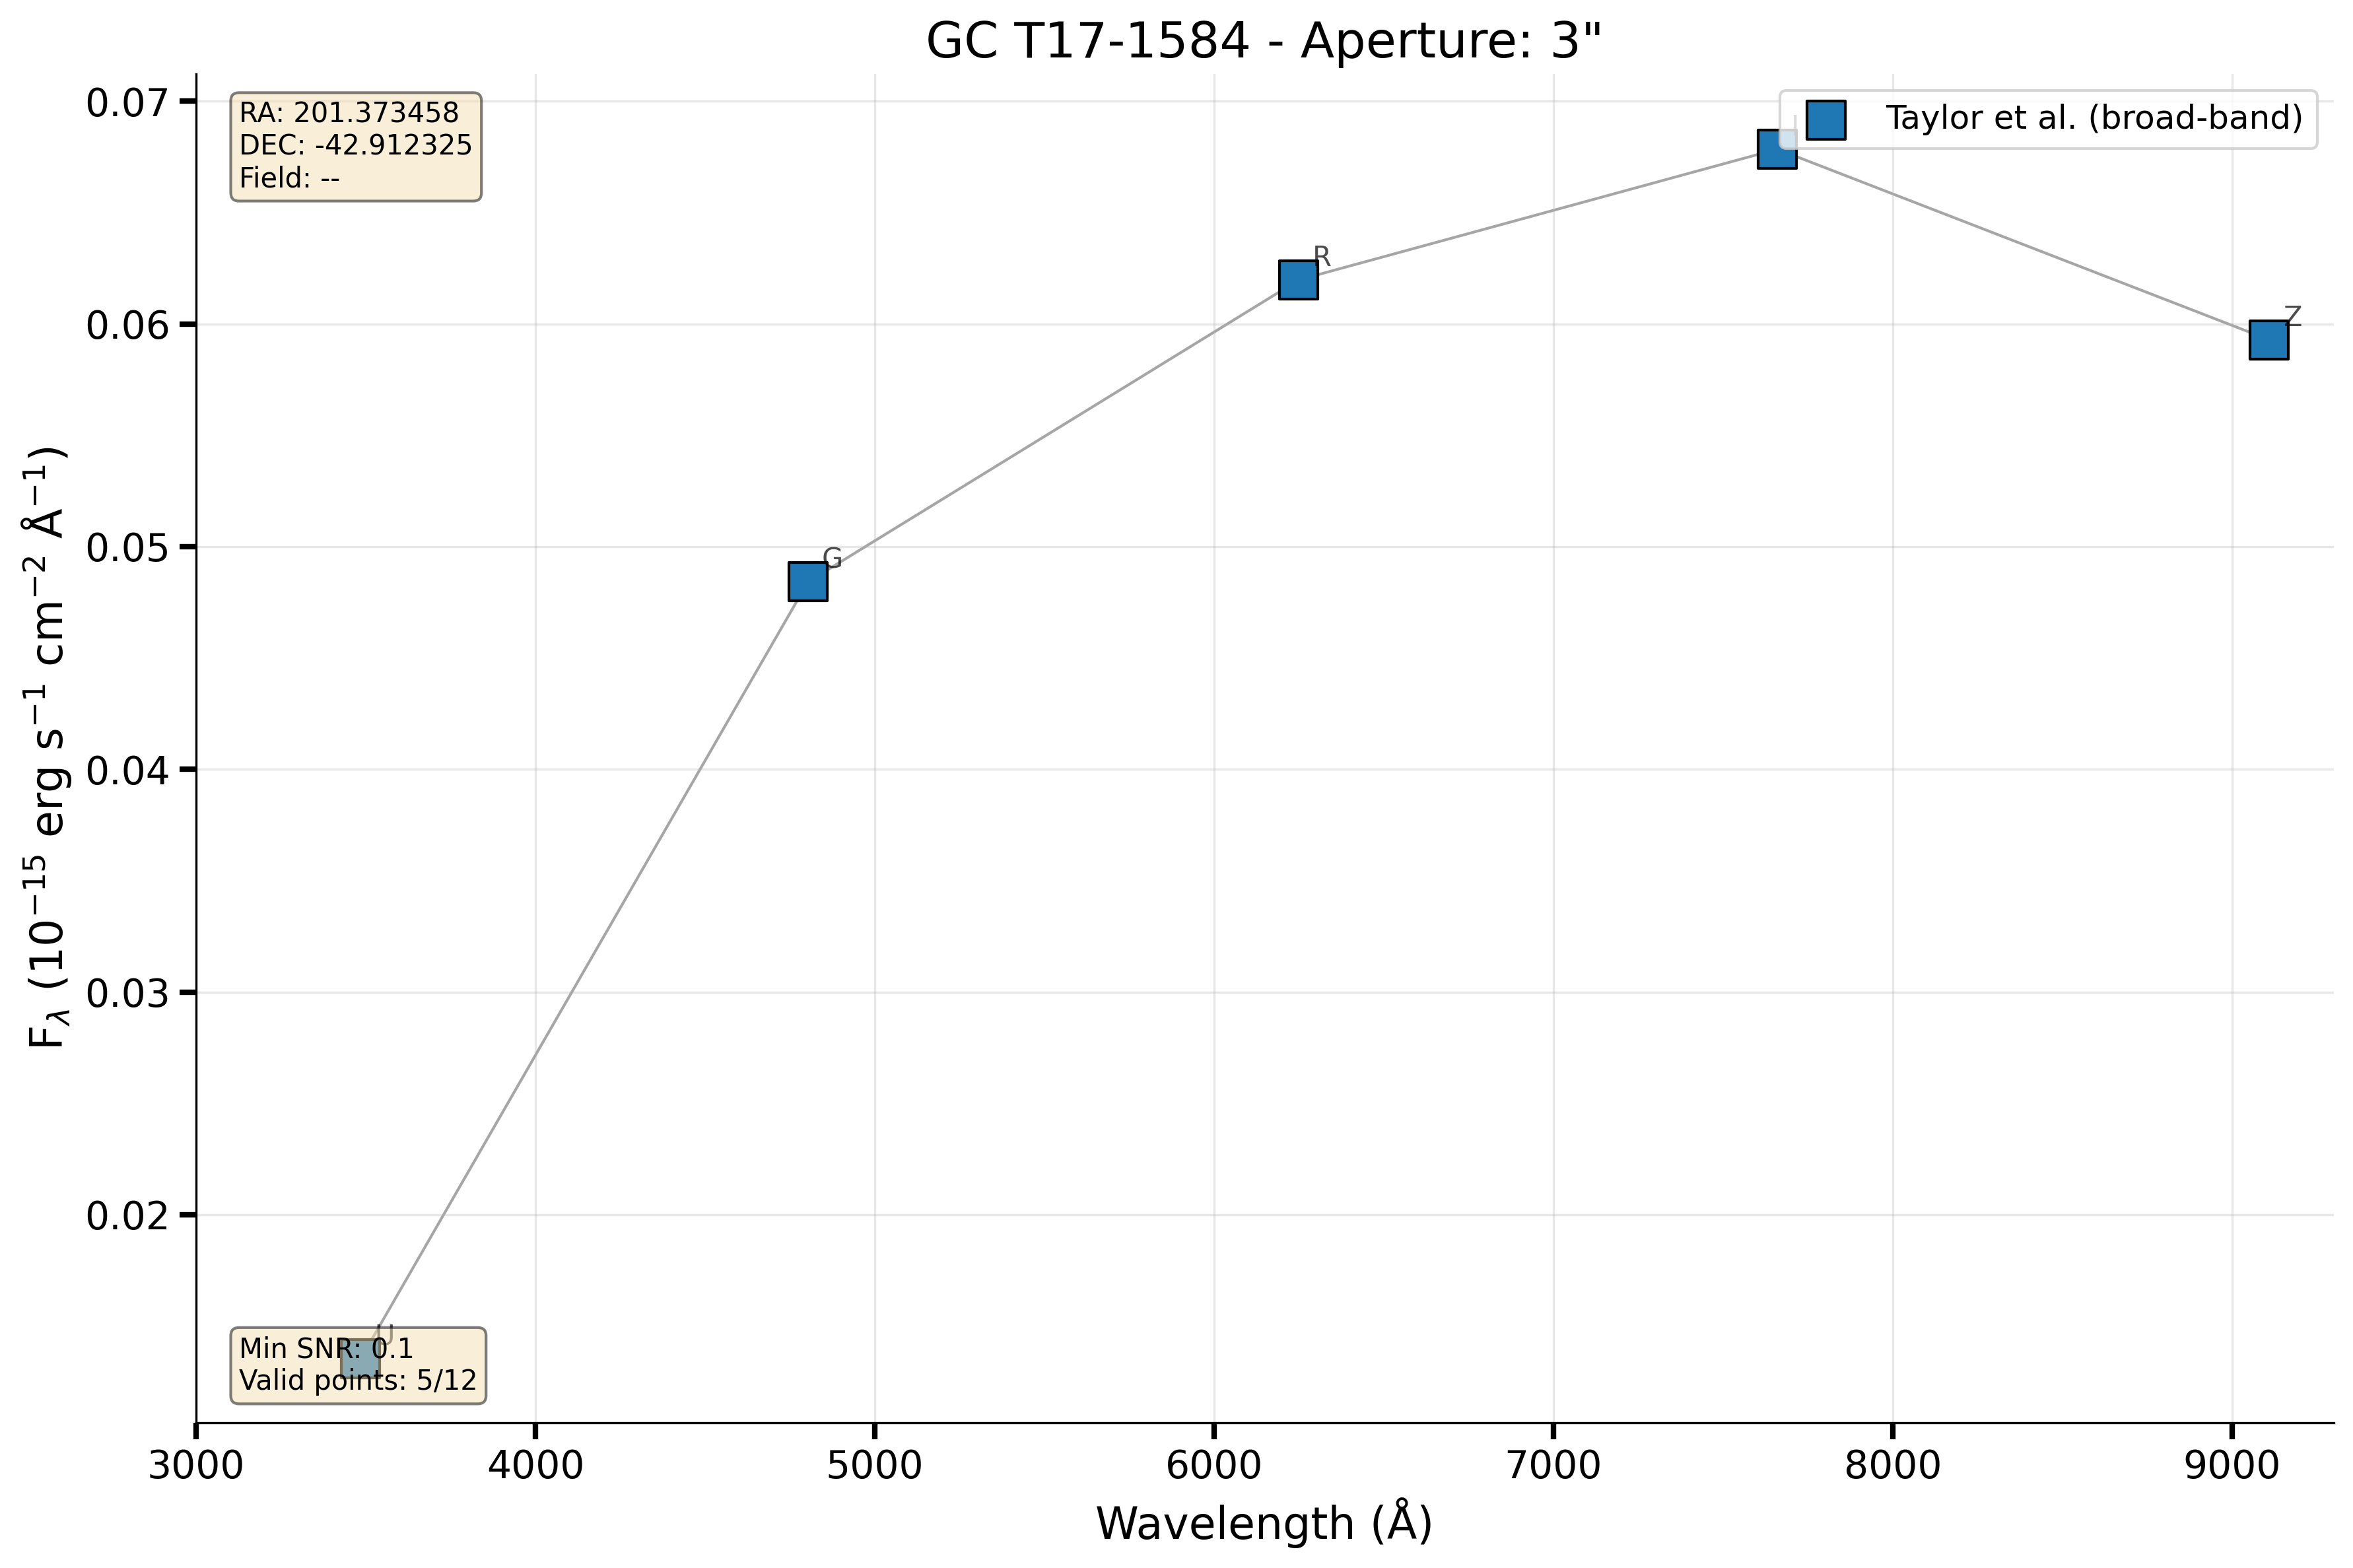 GC T17-1584 - Aperture: 3"
RA: 201.373458
DEC: -42.912325
Field: --
Taylor et al. (broad-band)
I
R
Z
G
U
Min SNR: 0.1
Valid points: 5/12
0.07
0.06
0.05
0.04
0.03
0.02
F_λ (10⁻¹⁵ erg s⁻¹ cm⁻² Å⁻¹)
3000 4000 5000 6000 7000 8000 9000
Wavelength (Å)